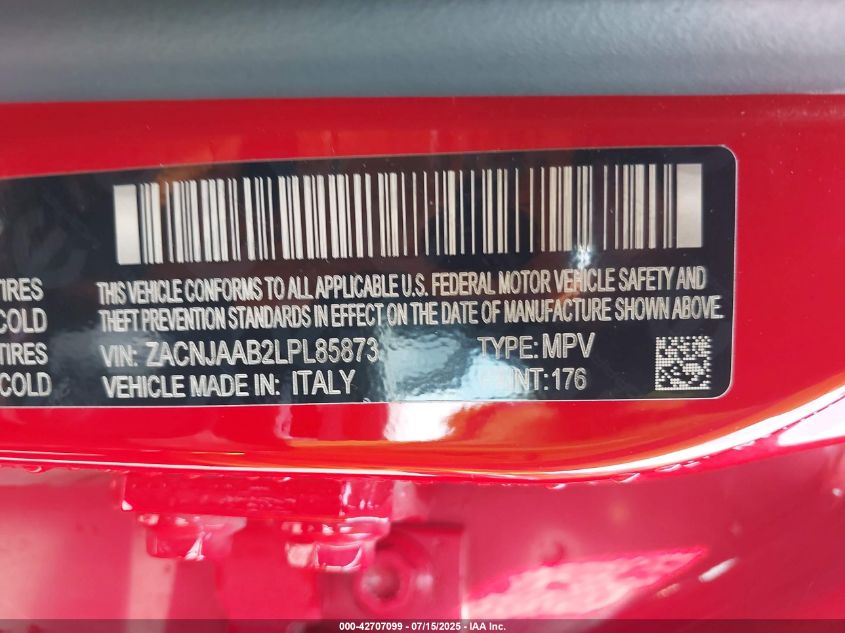 TIRES
COLD
TIRES
COLD
THIS VEHICLE CONFORMS TO ALL APPLICABLE U.S. FEDERAL MOTOR VEHICLE SAFETY AND
THEFT PREVENTION STANDARDS IN EFFECT ON THE DATE OF MANUFACTURE SHOWN ABOVE.
VIN: ZACNJAAB2LPL85873 TYPE: MPV
VEHICLE MADE IN: ITALY PAINT: 176
000-42707099 / 07/15/2025 - IAA Inc.